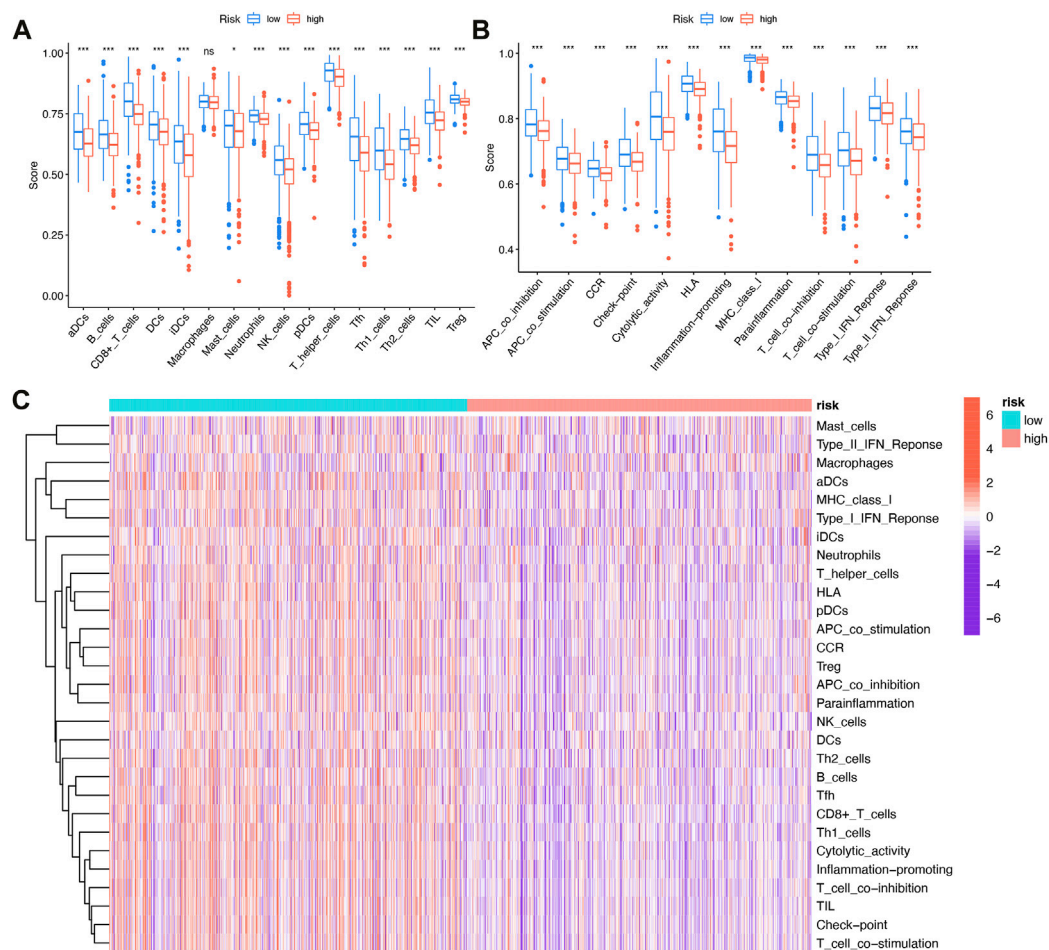 A
Risk low high
*** *** *** *** *** ns * *** *** *** *** *** *** *** *** ***
Score
1.00
0.75
0.50
0.25
0.00
aDCs
B_cells
CD8+_T_cells
DCs
iDCs
Macrophages
Mast_cells
Neutrophils
NK_cells
pDCs
T_helper_cells
Tfh
Th1_cells
Th2_cells
TIL
Treg
B
Risk low high
*** *** *** *** *** *** *** *** *** *** *** *** ***
Score
1.0
0.8
0.6
0.4
APC_co_inhibition
APC_co_stimulation
CCR
Check-point
Cytolytic_activity
HLA
Inflammation-promoting
MHC_class_I
Parainflammation
T_cell_co-inhibition
T_cell_co-stimulation
Type_I_IFN_Reponse
Type_II_IFN_Reponse
C
risk
Mast_cells
Type_II_IFN_Reponse
Macrophages
aDCs
MHC_class_I
Type_I_IFN_Reponse
iDCs
Neutrophils
T_helper_cells
HLA
pDCs
APC_co_stimulation
CCR
Treg
APC_co_inhibition
Parainflammation
NK_cells
DCs
Th2_cells
B_cells
Tfh
CD8+_T_cells
Th1_cells
Cytolytic_activity
Inflammation-promoting
T_cell_co-inhibition
TIL
Check-point
T_cell_co-stimulation
6
4
2
0
−2
−4
−6
risk
low
high